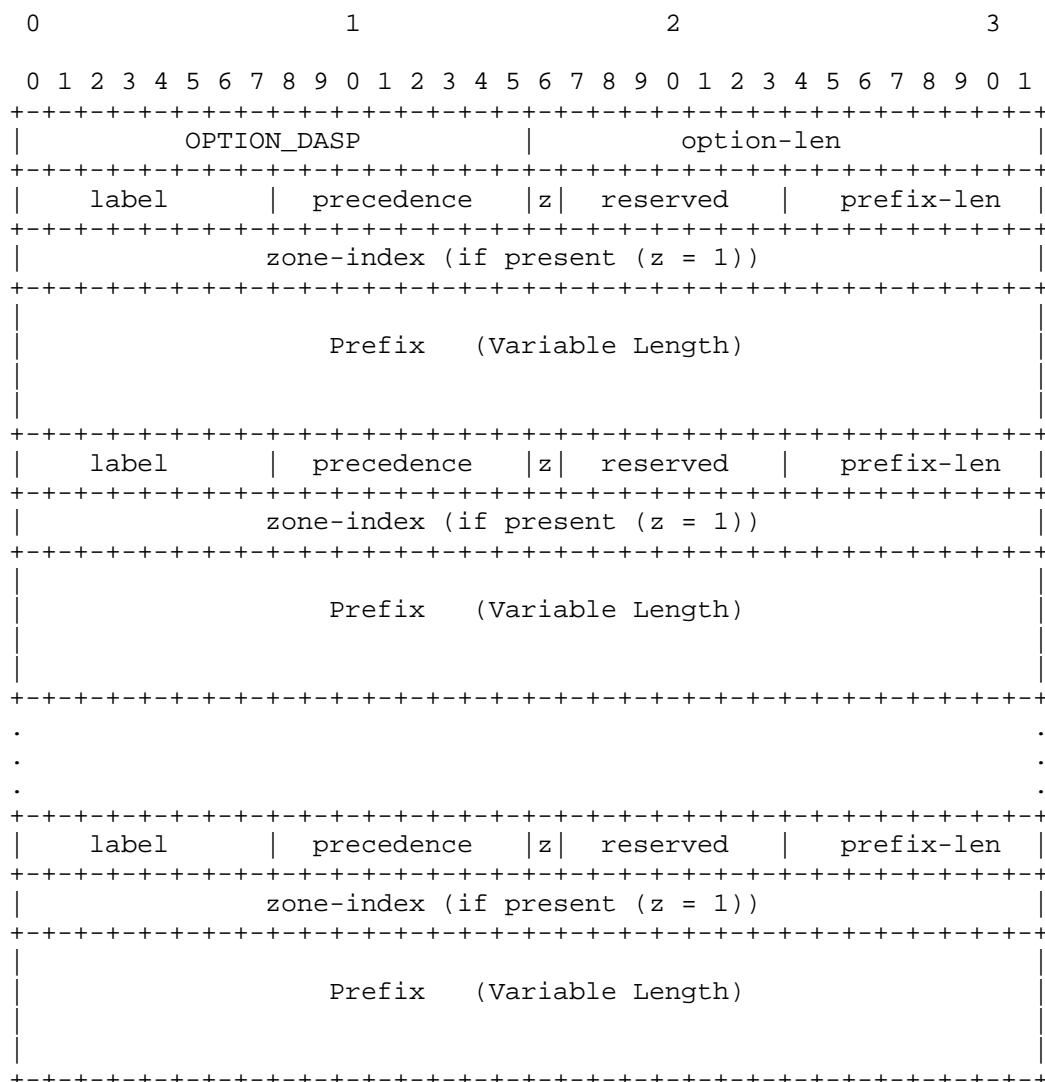 0                   1                   2                   3
 0 1 2 3 4 5 6 7 8 9 0 1 2 3 4 5 6 7 8 9 0 1 2 3 4 5 6 7 8 9 0 1
+-+-+-+-+-+-+-+-+-+-+-+-+-+-+-+-+-+-+-+-+-+-+-+-+-+-+-+-+-+-+-+-+
|          OPTION_DASP          |         option-len            |
+-+-+-+-+-+-+-+-+-+-+-+-+-+-+-+-+-+-+-+-+-+-+-+-+-+-+-+-+-+-+-+-+
|    label      |  precedence   |z|  reserved   |   prefix-len  |
+-+-+-+-+-+-+-+-+-+-+-+-+-+-+-+-+-+-+-+-+-+-+-+-+-+-+-+-+-+-+-+-+
|               zone-index (if present (z = 1))                 |
+-+-+-+-+-+-+-+-+-+-+-+-+-+-+-+-+-+-+-+-+-+-+-+-+-+-+-+-+-+-+-+-+
|                                                               |
|                   Prefix   (Variable Length)                  |
|                                                               |
|                                                               |
+-+-+-+-+-+-+-+-+-+-+-+-+-+-+-+-+-+-+-+-+-+-+-+-+-+-+-+-+-+-+-+-+
|    label      |  precedence   |z|  reserved   |   prefix-len  |
+-+-+-+-+-+-+-+-+-+-+-+-+-+-+-+-+-+-+-+-+-+-+-+-+-+-+-+-+-+-+-+-+
|               zone-index (if present (z = 1))                 |
+-+-+-+-+-+-+-+-+-+-+-+-+-+-+-+-+-+-+-+-+-+-+-+-+-+-+-+-+-+-+-+-+
|                                                               |
|                   Prefix   (Variable Length)                  |
|                                                               |
|                                                               |
+-+-+-+-+-+-+-+-+-+-+-+-+-+-+-+-+-+-+-+-+-+-+-+-+-+-+-+-+-+-+-+-+
.                                                               .
.                                                               .
.                                                               .
+-+-+-+-+-+-+-+-+-+-+-+-+-+-+-+-+-+-+-+-+-+-+-+-+-+-+-+-+-+-+-+-+
|    label      |  precedence   |z|  reserved   |   prefix-len  |
+-+-+-+-+-+-+-+-+-+-+-+-+-+-+-+-+-+-+-+-+-+-+-+-+-+-+-+-+-+-+-+-+
|               zone-index (if present (z = 1))                 |
+-+-+-+-+-+-+-+-+-+-+-+-+-+-+-+-+-+-+-+-+-+-+-+-+-+-+-+-+-+-+-+-+
|                                                               |
|                   Prefix   (Variable Length)                  |
|                                                               |
|                                                               |
+-+-+-+-+-+-+-+-+-+-+-+-+-+-+-+-+-+-+-+-+-+-+-+-+-+-+-+-+-+-+-+-+